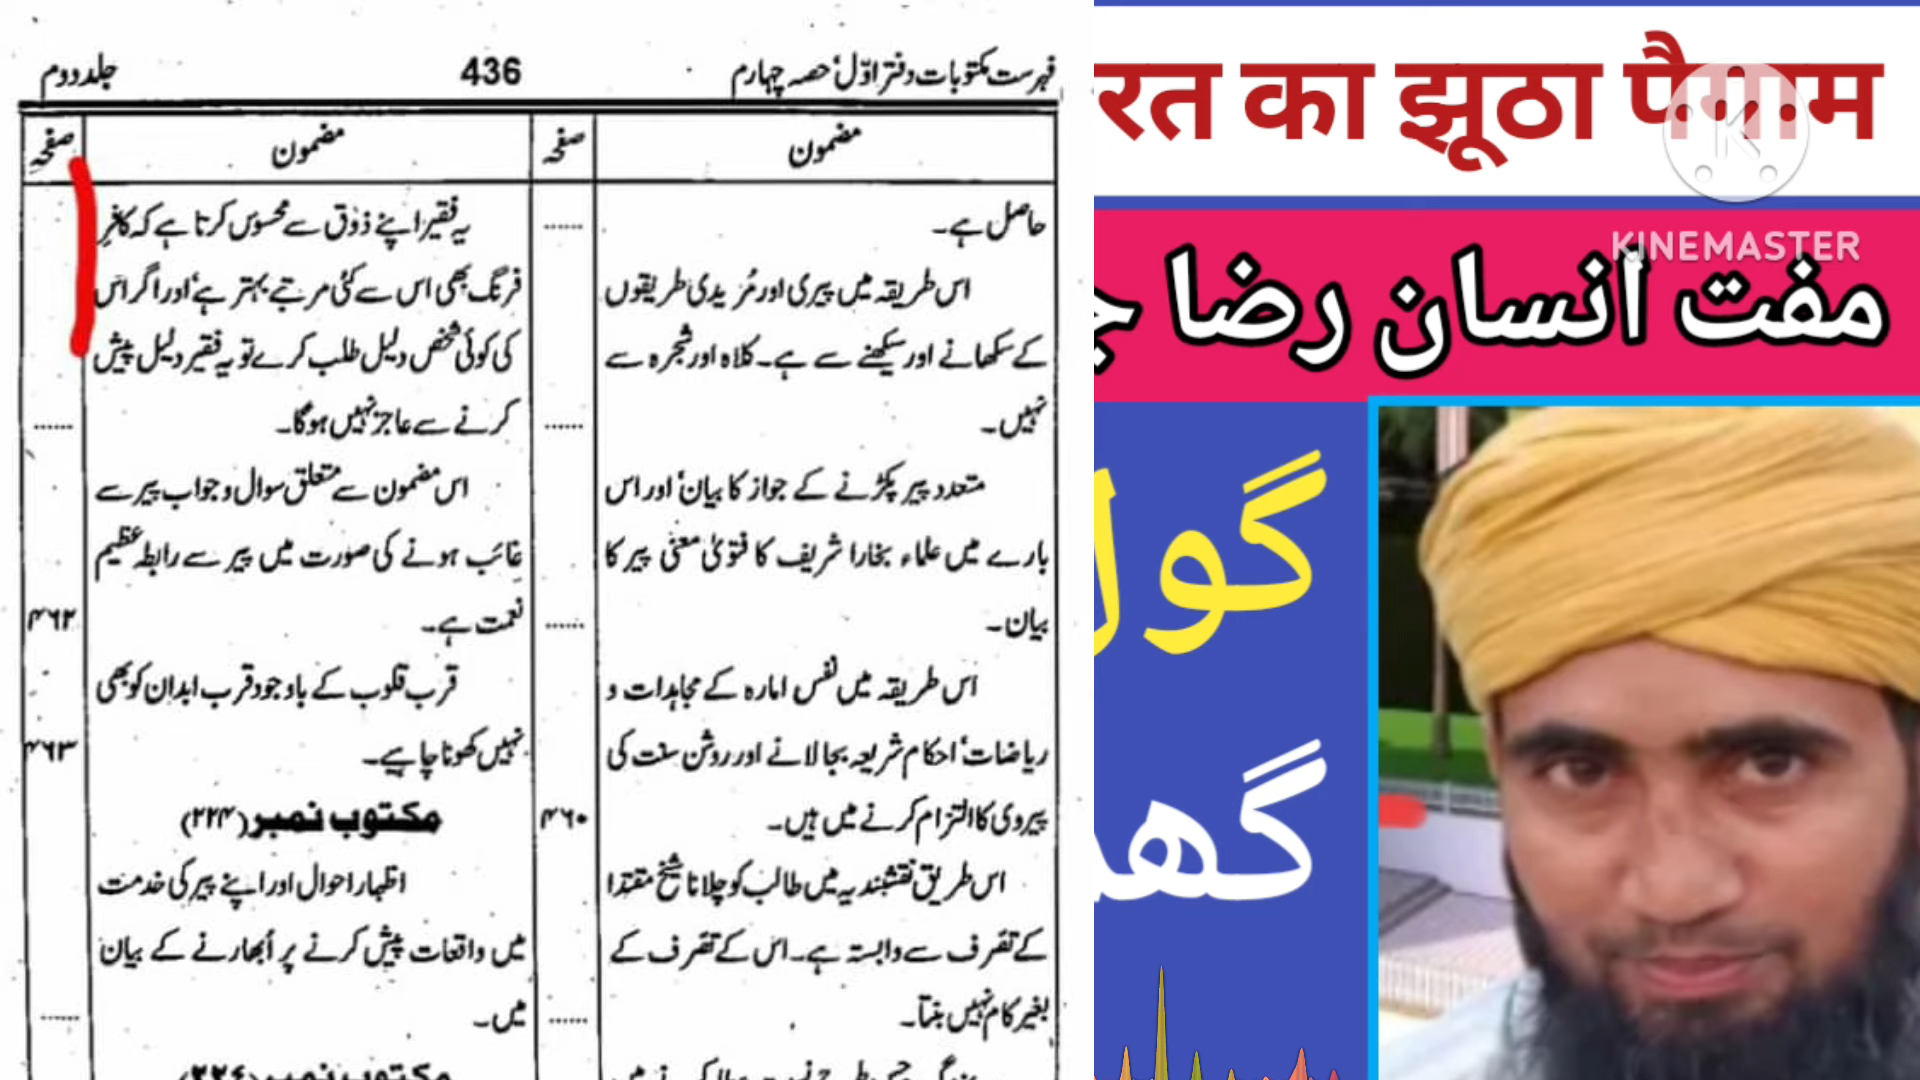 فہرست مکتوبات دفتر اوّل، حصہ چہارم 436 جلد دوم
مضمون صفحہ مضمون صفحہ
حاصل ہے۔ ......
اس طریقہ میں پیری اور مُریدی طریقوں
کے سکھانے اور سیکھنے سے ہے۔ کلاہ اور شجرہ سے
نہیں۔ ......
متعدد پیر پکڑنے کے جواز کا بیان، اور اس
بارے میں علماء بخارا شریف کا فتویٰ معنی پیر کا
بیان۔ ......
اس طریقہ میں نفس امارہ کے مجاہدات و
ریاضات، احکام شریعہ بجا لانے اور روشن سنت کی
پیروی کا التزام کرنے میں ہیں۔ ۴۶۰
اس طریق نقشبندیہ میں طالب کو چلانا شیخ مقتدا
کے تصرف سے وابستہ ہے۔ اس کے تصرف کے
بغیر کام نہیں بنتا۔ ......
یہ فقیر اپنے ذوق سے محسوس کرتا ہے کہ کافرِ
فرنگ بھی اس سے کئی مرتبے بہتر ہے، اور اگر اس
کی کوئی شخص دلیل طلب کرے تو یہ فقیر دلیل پیش
کرنے سے عاجز نہیں ہوگا۔ ......
اس مضمون سے متعلق سوال و جواب پیر سے
غائب ہونے کی صورت میں پیر سے رابطہ عظیم
نعمت ہے۔ ۴۶۲
قرب قلوب کے باوجود قرب ابدان کو بھی
نہیں کھونا چاہیے۔ ۴۶۳
مکتوب نمبر (۲۲۴)
اظہار احوال اور اپنے پیر کی خدمت
میں واقعات پیش کرنے پر اُبھارنے کے بیان
میں۔ ......
रत का झूठा पैगाम
KINEMASTER
مفت انسان رضا
گول
گھ